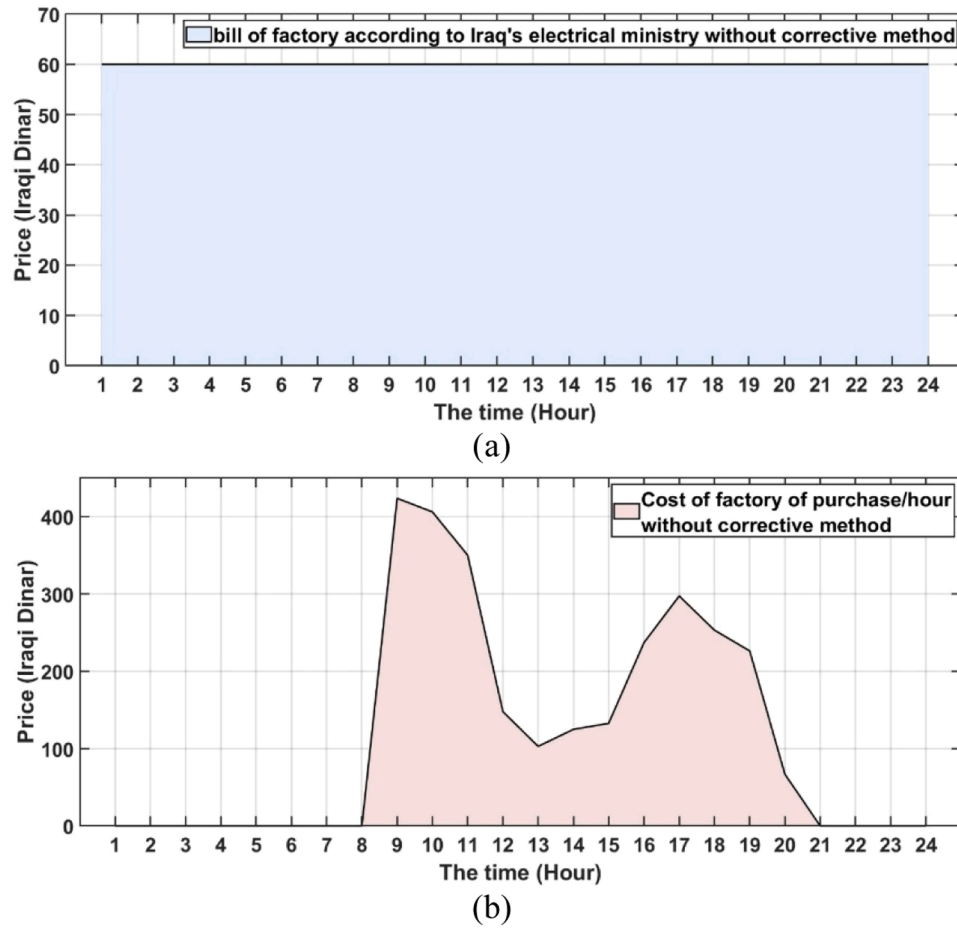 70
bill of factory according to Iraq's electrical ministry without corrective method
60
50
40
30
20
10
0
Price (Iraqi Dinar)
1 2 3 4 5 6 7 8 9 10 11 12 13 14 15 16 17 18 19 20 21 22 23 24
The time (Hour)
(a)
Cost of factory of purchase/hour
without corrective method
400
300
200
100
0
Price (Iraqi Dinar)
1 2 3 4 5 6 7 8 9 10 11 12 13 14 15 16 17 18 19 20 21 22 23 24
The time (Hour)
(b)